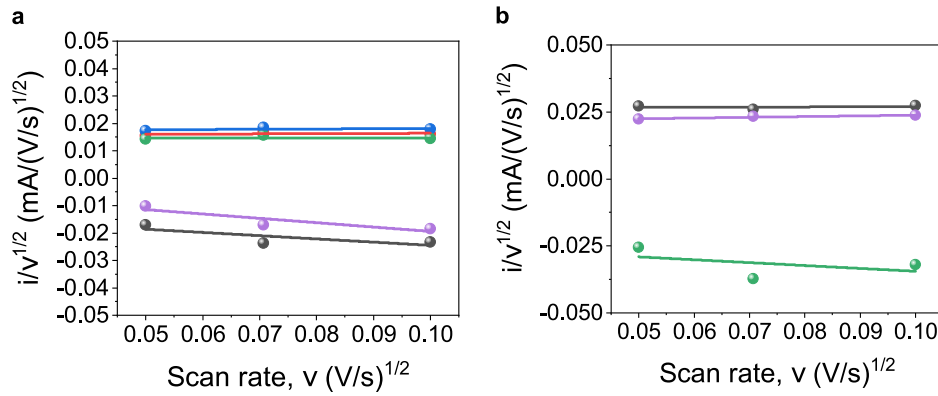 a
i/v1/2 (mA/(V/s)1/2)
0.05
0.04
0.03
0.02
0.01
0.00
-0.01
-0.02
-0.03
-0.04
-0.05
0.05 0.06 0.07 0.08 0.09 0.10
Scan rate, v (V/s)1/2
b
i/v1/2 (mA/(V/s)1/2)
0.050
0.025
0.000
-0.025
-0.050
0.05 0.06 0.07 0.08 0.09 0.10
Scan rate, v (V/s)1/2